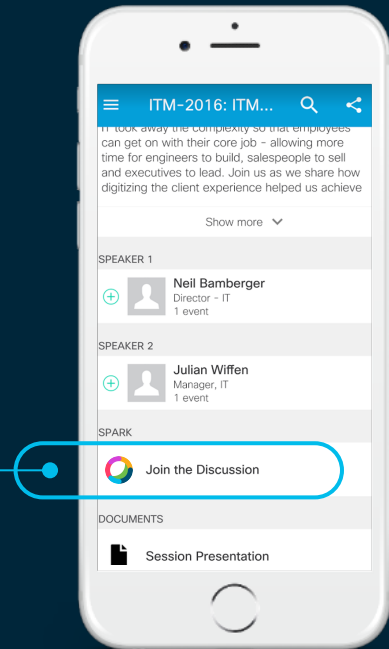 ITM-2016: ITM...
IT took away the complexity so that employees
can get on with their core job - allowing more
time for engineers to build, salespeople to sell
and executives to lead. Join us as we share how
digitizing the client experience helped us achieve
Show more
SPEAKER 1
Neil Bamberger
Director - IT
1 event
SPEAKER 2
Julian Wiffen
Manager, IT
1 event
SPARK
Join the Discussion
DOCUMENTS
Session Presentation